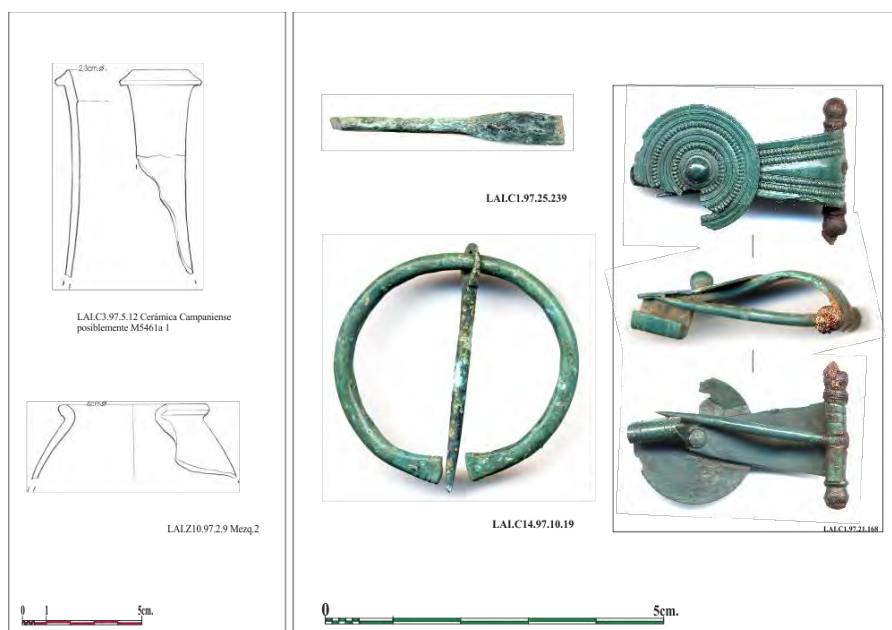 2,3cm.ø
LAI.C3.97.5.12 Cerámica Campaniense
posiblemente M5461a 1
6cm.ø
LAI.Z10.97.2.9 Mezq.2
0 1 5cm.
LAI.C1.97.25.239
LAI.C14.97.10.19
LAI.C1.97.21.168
0 5cm.